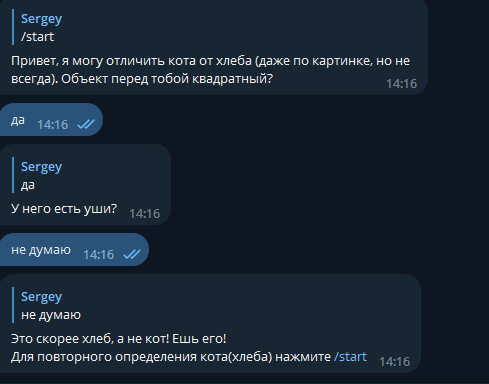 Sergey
/start
Привет, я могу отличить кота от хлеба (даже по картинке, но не
всегда). Объект перед тобой квадратный?
14:16
да 14:16
Sergey
да
У него есть уши? 14:16
не думаю 14:16
Sergey
не думаю
Это скорее хлеб, а не кот! Ешь его!
Для повторного определения кота(хлеба) нажмите /start 14:16